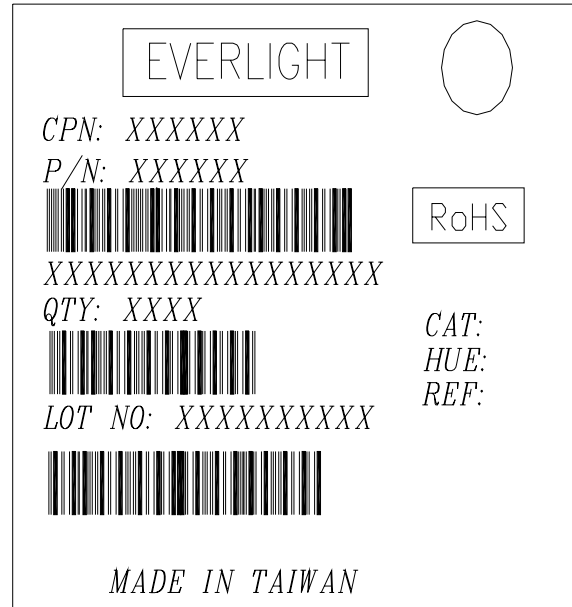 EVERLIGHT
CPN: XXXXXX
P/N: XXXXXX
RoHS
XXXXXXXXXXXXXXXXX
QTY: XXXX
CAT:
HUE:
REF:
LOT NO: XXXXXXXXXX
MADE IN TAIWAN